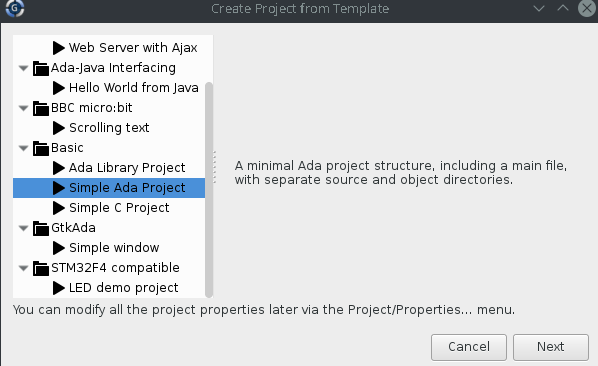 Create Project from Template
Web Server with Ajax
Ada-Java Interfacing
Hello World from Java
BBC micro:bit
Scrolling text
Basic
Ada Library Project
Simple Ada Project
Simple C Project
GtkAda
Simple window
STM32F4 compatible
LED demo project
A minimal Ada project structure, including a main file,
with separate source and object directories.
You can modify all the project properties later via the Project/Properties... menu.
Cancel
Next